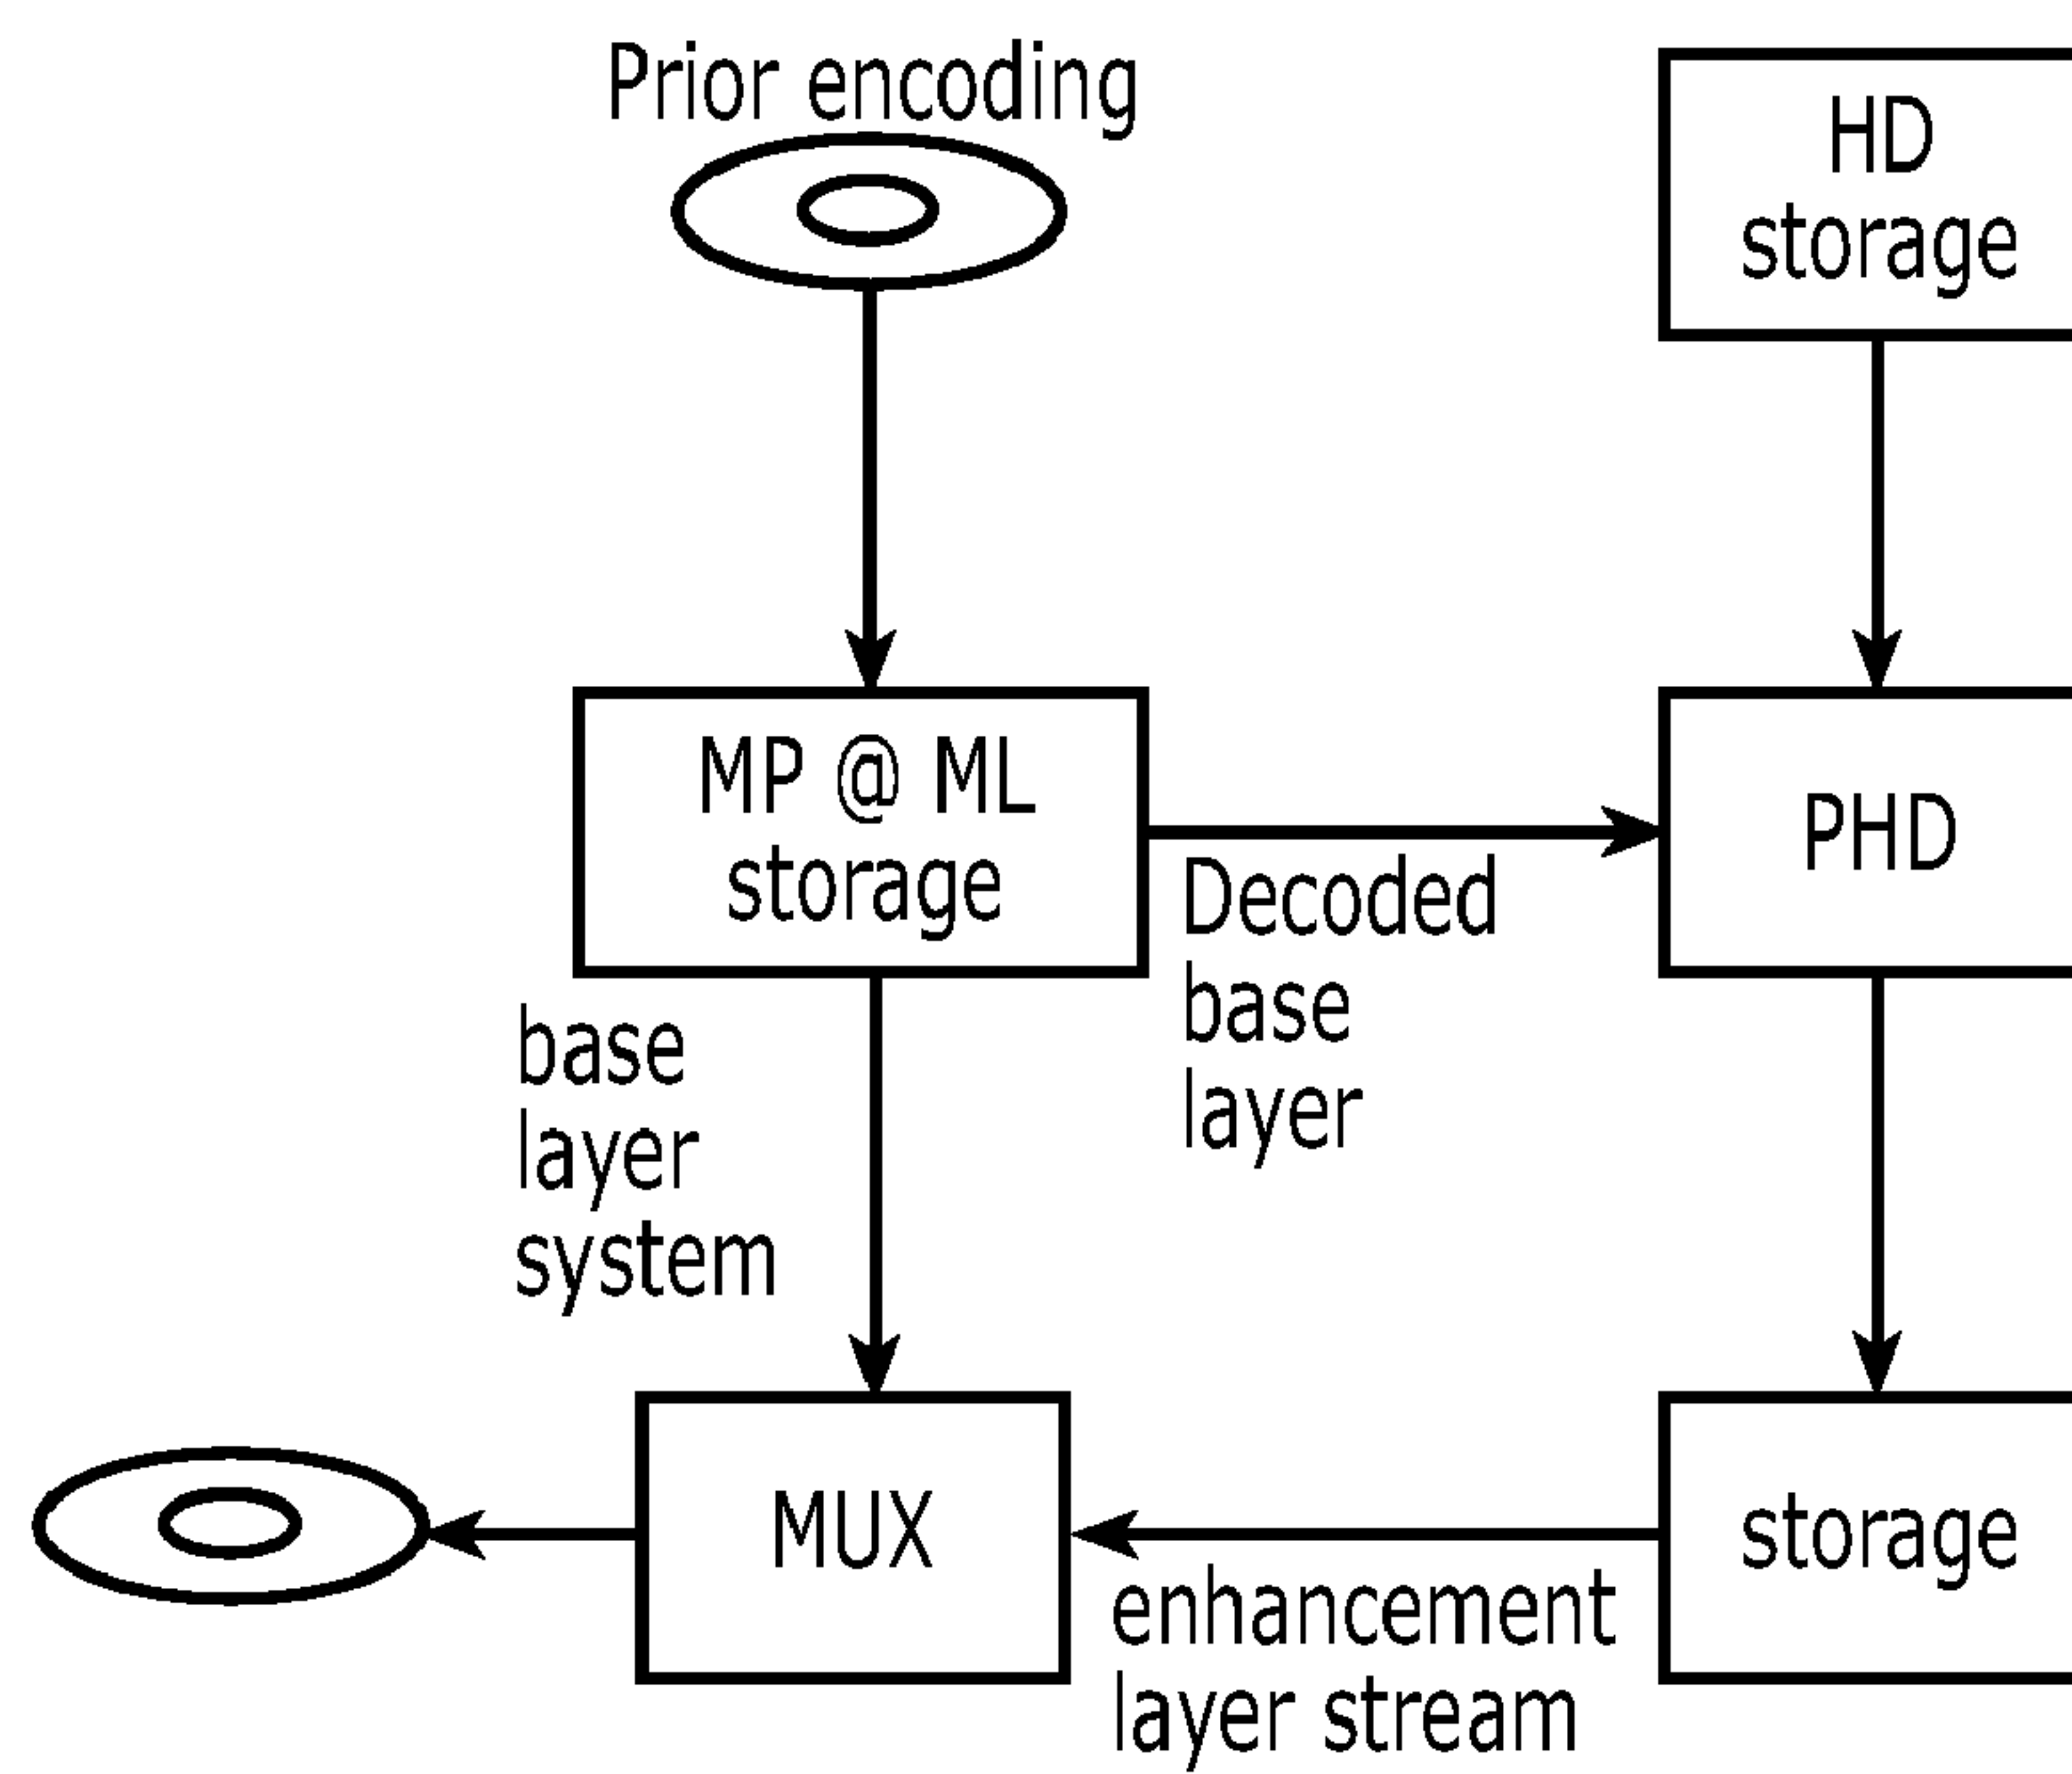 Prior encoding
HD
storage
MP @ ML
storage
PHD
Decoded
base
layer
base
layer
system
MUX
storage
enhancement
layer stream